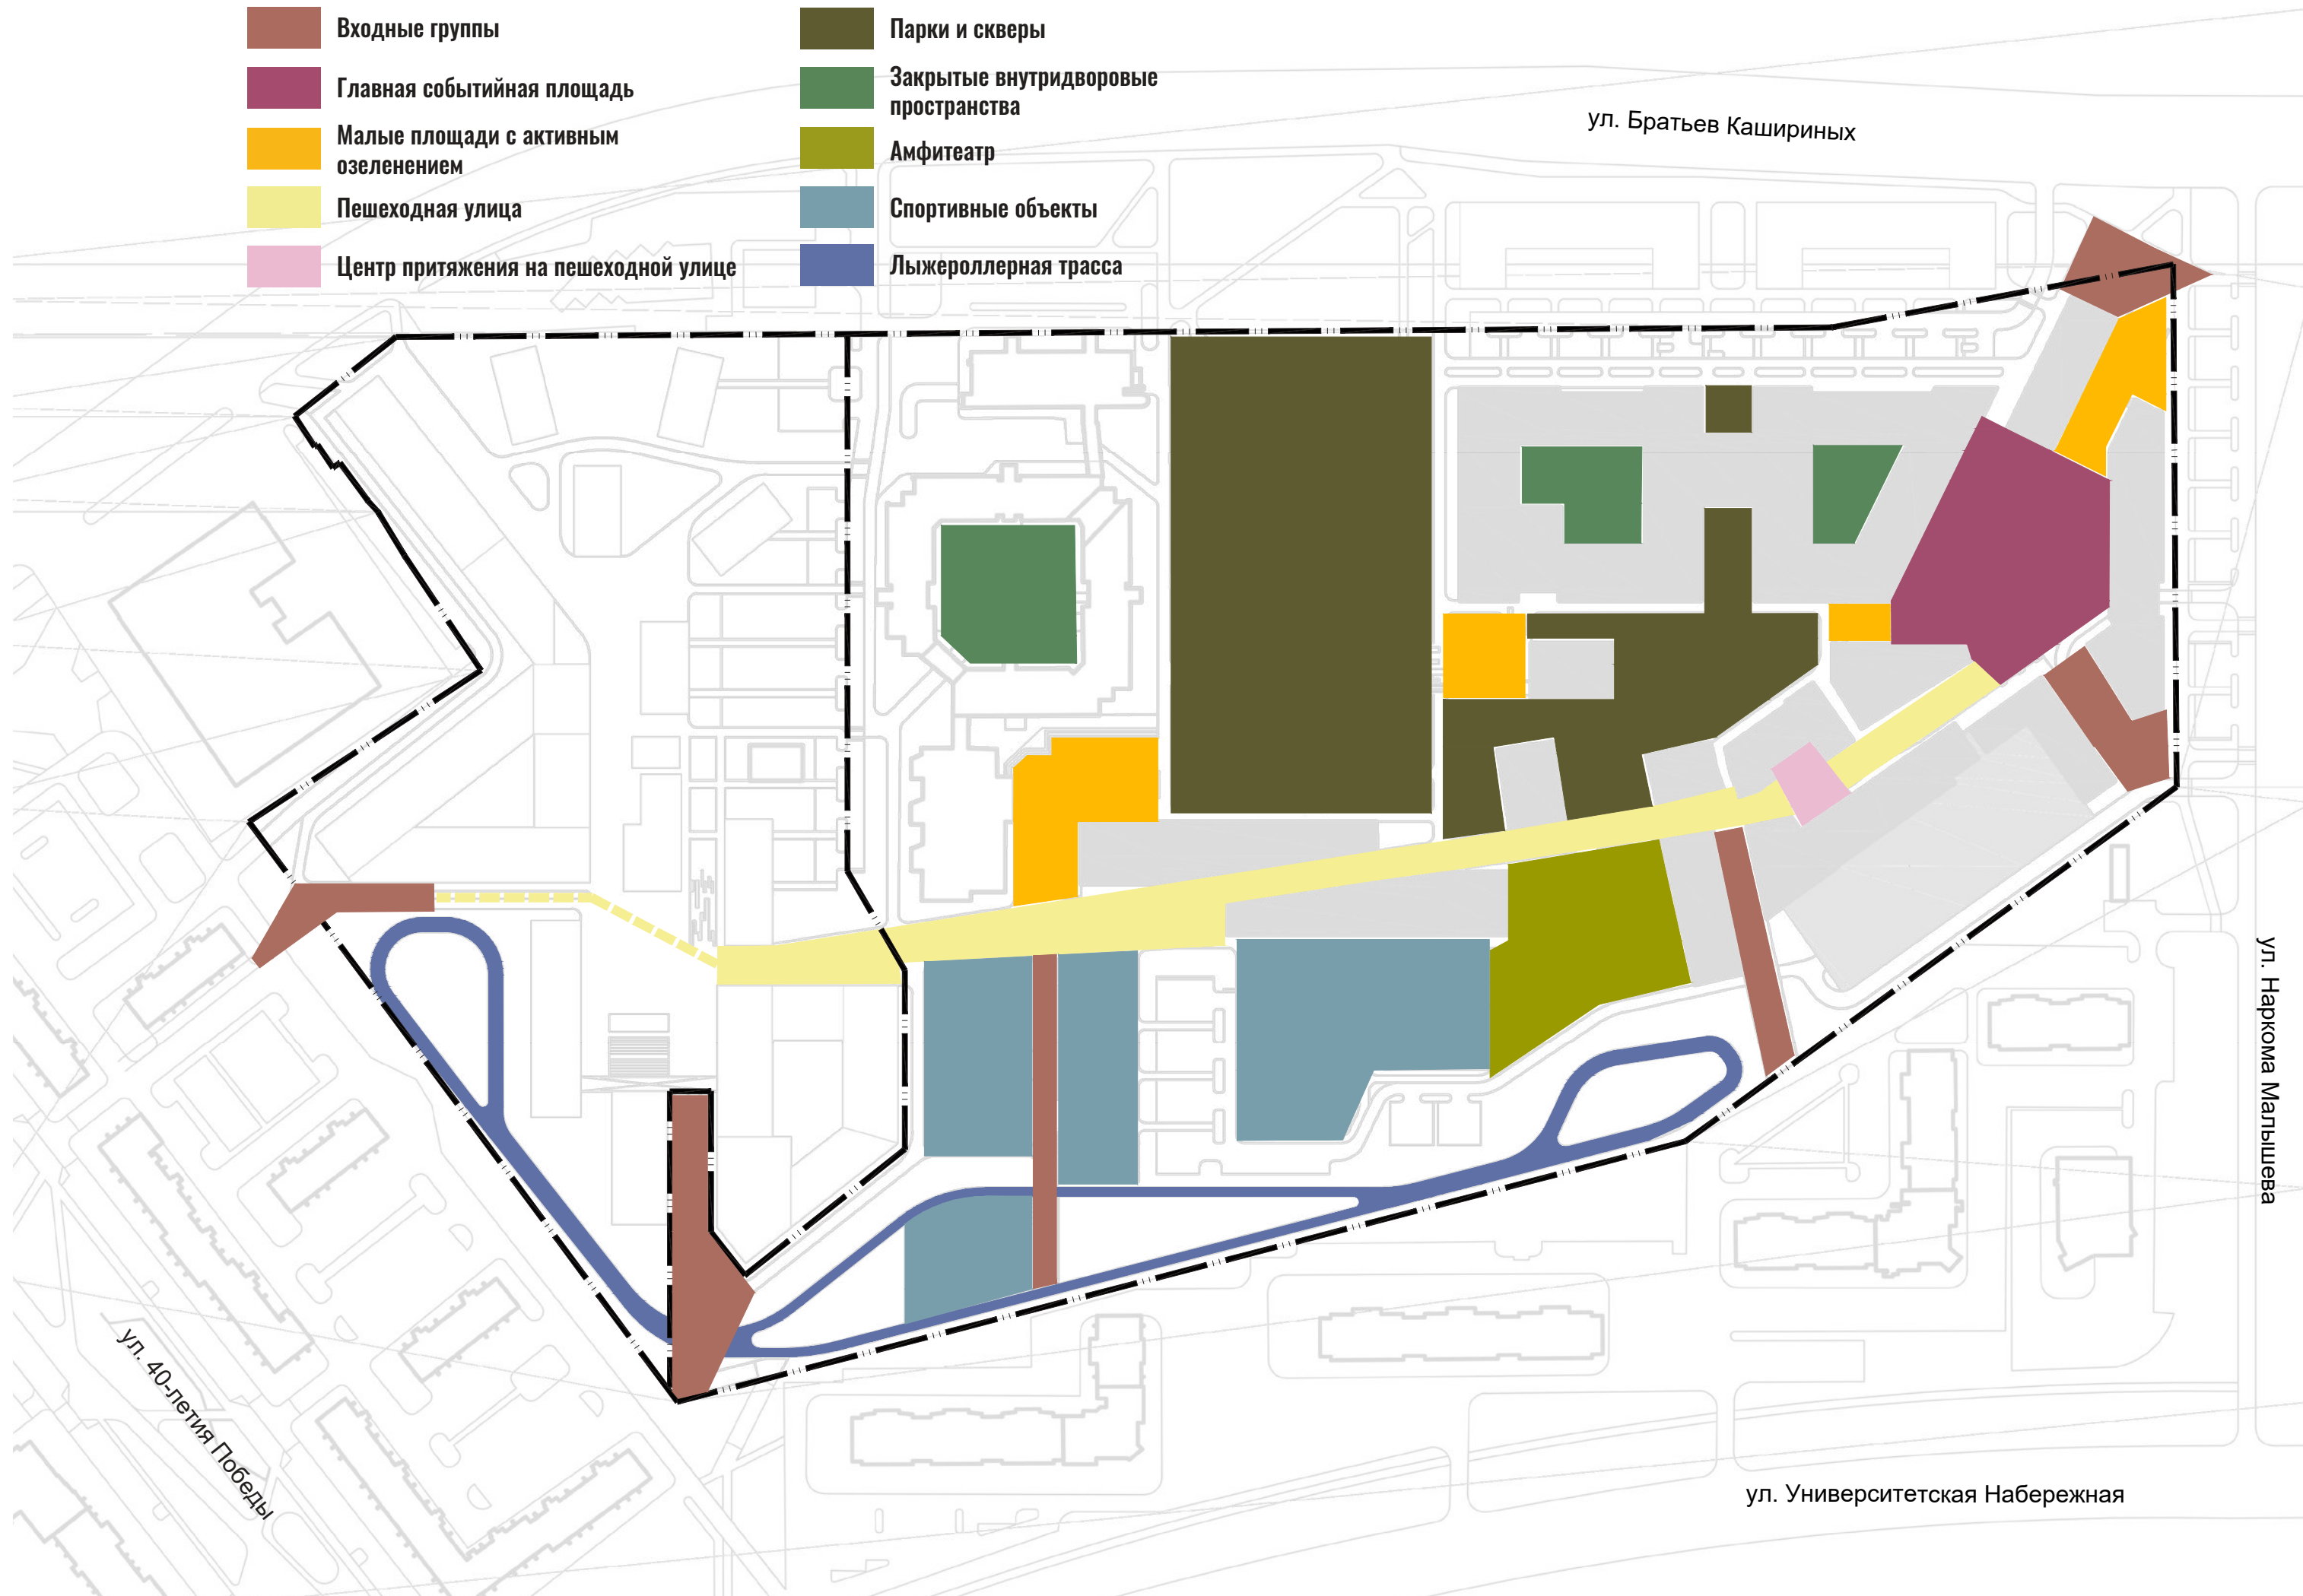 Входные группы
Главная событийная площадь
Малые площади с активным
озеленением
Пешеходная улица
Центр притяжения на пешеходной улице
Парки и скверы
Закрытые внутридворовые
пространства
Амфитеатр
Спортивные объекты
Лыжероллерная трасса
ул. Братьев Кашириных
ул. Наркома Малышева
ул. 40-летия Победы
ул. Университетская Набережная